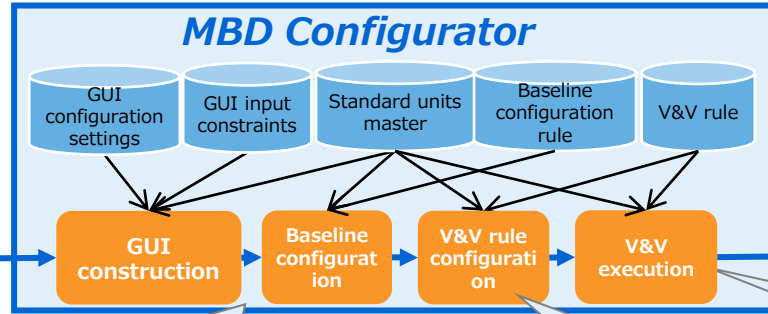 MBD Configurator
GUI
configuration
settings
GUI input
constraints
Standard units
master
Baseline
configuration
rule
V&V rule
GUI
construction
Baseline
configurat
ion
V&V rule
configurati
on
V&V
execution